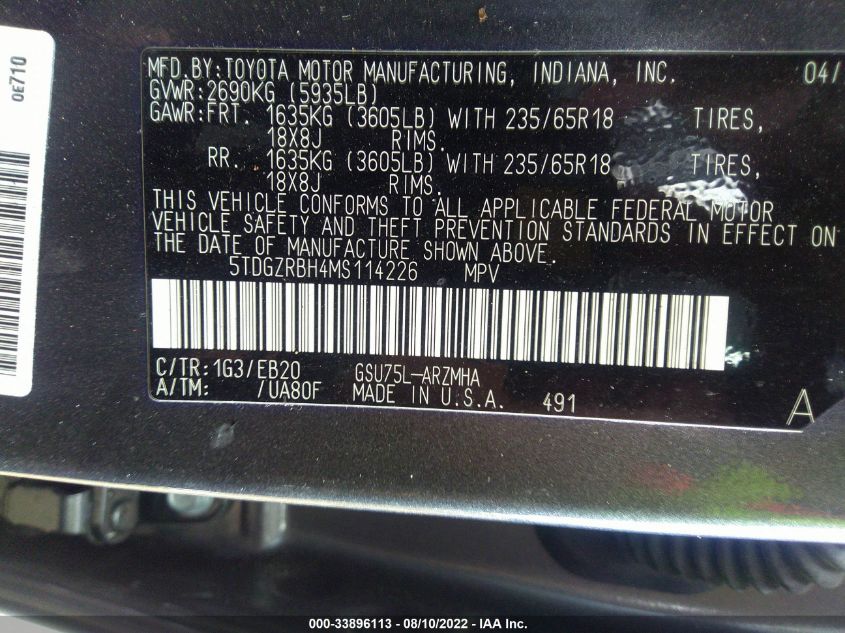 0E710
MFD.BY:TOYOTA MOTOR MANUFACTURING, INDIANA, INC. 04/
GVWR:2690KG (5935LB)
GAWR:FRT. 1635KG (3605LB) WITH 235/65R18 TIRES,
18X8J RIMS.
RR. 1635KG (3605LB) WITH 235/65R18 TIRES,
18X8J RIMS.
THIS VEHICLE CONFORMS TO ALL APPLICABLE FEDERAL MOTOR
VEHICLE SAFETY AND THEFT PREVENTION STANDARDS IN EFFECT ON
THE DATE OF MANUFACTURE SHOWN ABOVE.
5TDGZRBH4MS114226 MPV
C/TR:1G3/EB20 GSU75L-ARZMHA
A/TM: /UA80F MADE IN U.S.A. 491 A
000-33896113 - 08/10/2022 - IAA Inc.